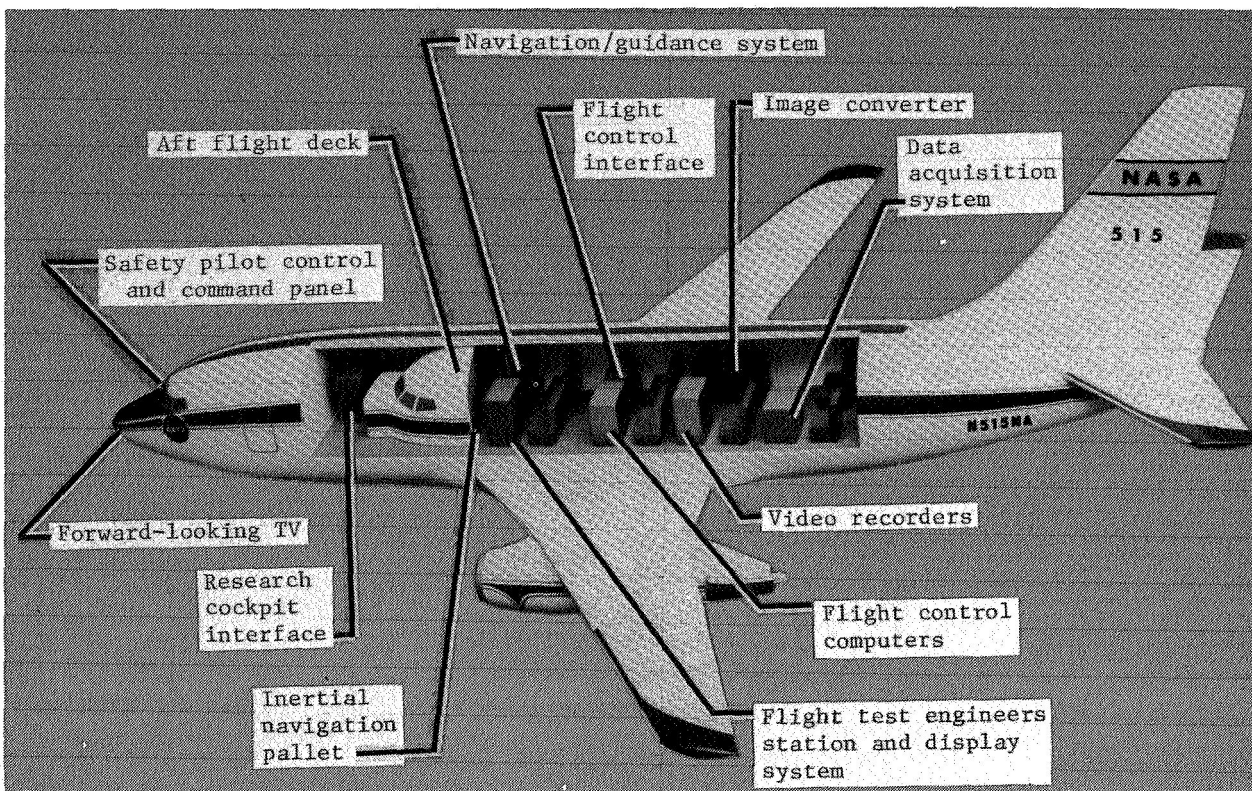 Navigation/guidance system
Flight
control
interface
Image converter
Aft flight deck
Data
acquisition
system
NASA
515
Safety pilot control
and command panel
N515NA
Forward-looking TV
Video recorders
Research
cockpit
interface
Flight control
computers
Inertial
navigation
pallet
Flight test engineers
station and display
system